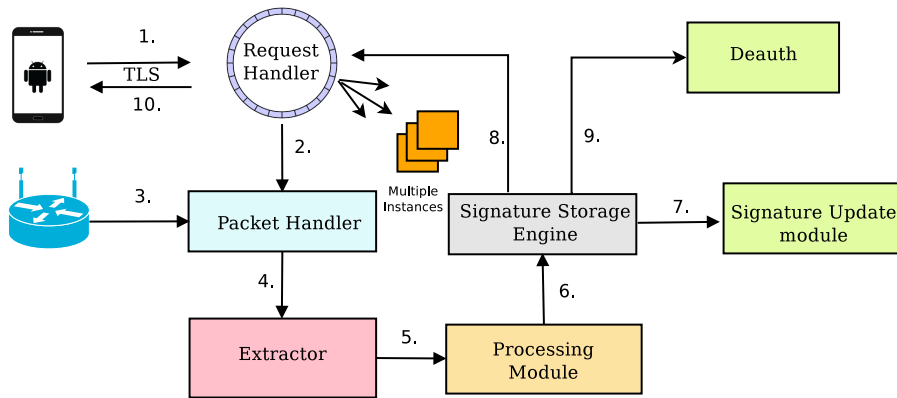 1.
TLS
10.
Request
Handler
2.
Multiple
Instances
8.
9.
Deauth
3.
Packet Handler
Signature Storage
Engine
7.
Signature Update
module
4.
6.
Extractor
5.
Processing
Module